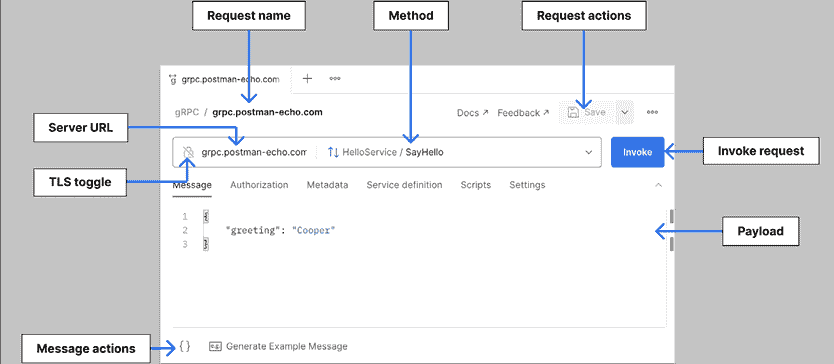 Request name
Method
Request actions
grpc.postman-echo.com
gRPC / grpc.postman-echo.com
Docs ↗ Feedback ↗ Save
Server URL
grpc.postman-echo.com HelloService / SayHello
Invoke
Invoke request
TLS toggle
Message Authorization Metadata Service definition Scripts Settings
1 {
2 "greeting": "Cooper"
3 }
Payload
Message actions
{} e.g. Generate Example Message